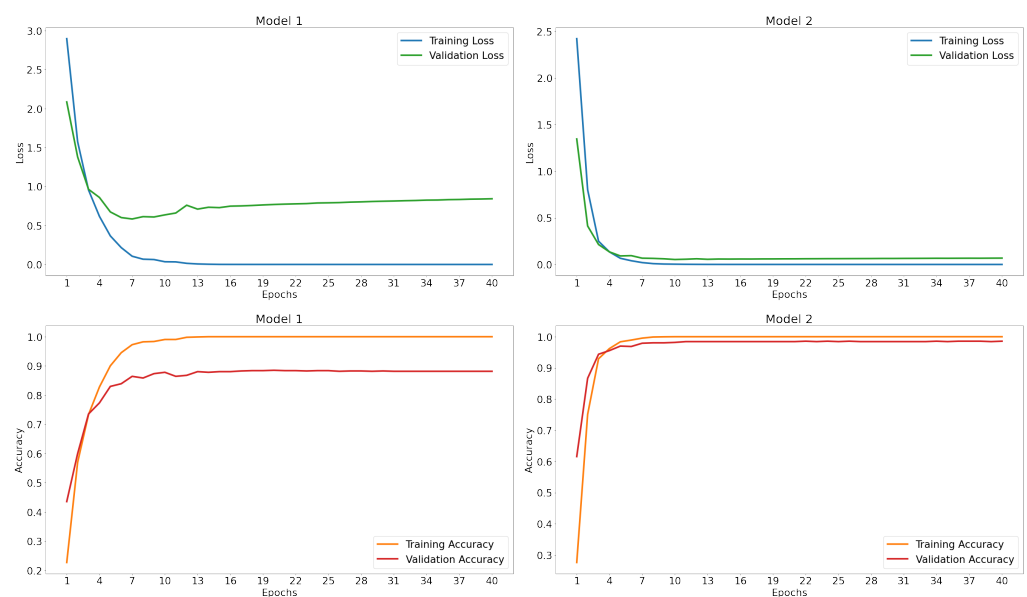 Model 1
3.0
2.5
2.0
1.5
1.0
0.5
0.0
Loss
Training Loss
Validation Loss
1 4 7 10 13 16 19 22 25 28 31 34 37 40
Epochs
Model 2
2.5
2.0
1.5
1.0
0.5
0.0
Loss
Training Loss
Validation Loss
1 4 7 10 13 16 19 22 25 28 31 34 37 40
Epochs
Model 1
1.0
0.9
0.8
0.7
0.6
0.5
0.4
0.3
0.2
Accuracy
Training Accuracy
Validation Accuracy
1 4 7 10 13 16 19 22 25 28 31 34 37 40
Epochs
Model 2
1.0
0.9
0.8
0.7
0.6
0.5
0.4
0.3
Accuracy
Training Accuracy
Validation Accuracy
1 4 7 10 13 16 19 22 25 28 31 34 37 40
Epochs